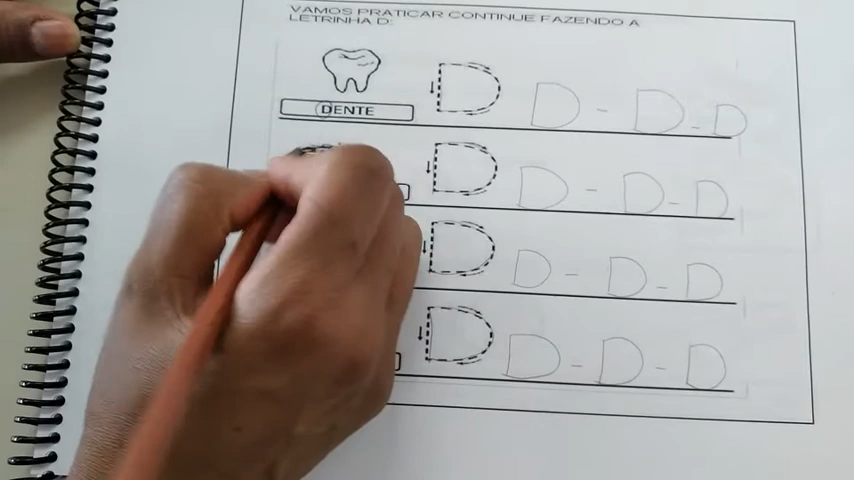 VAMOS PRATICAR CONTINUE FAZENDO A
LETRINHA D:
D D - D - D
DENTE
D D - D - D
D D - D - D
D D - D - D